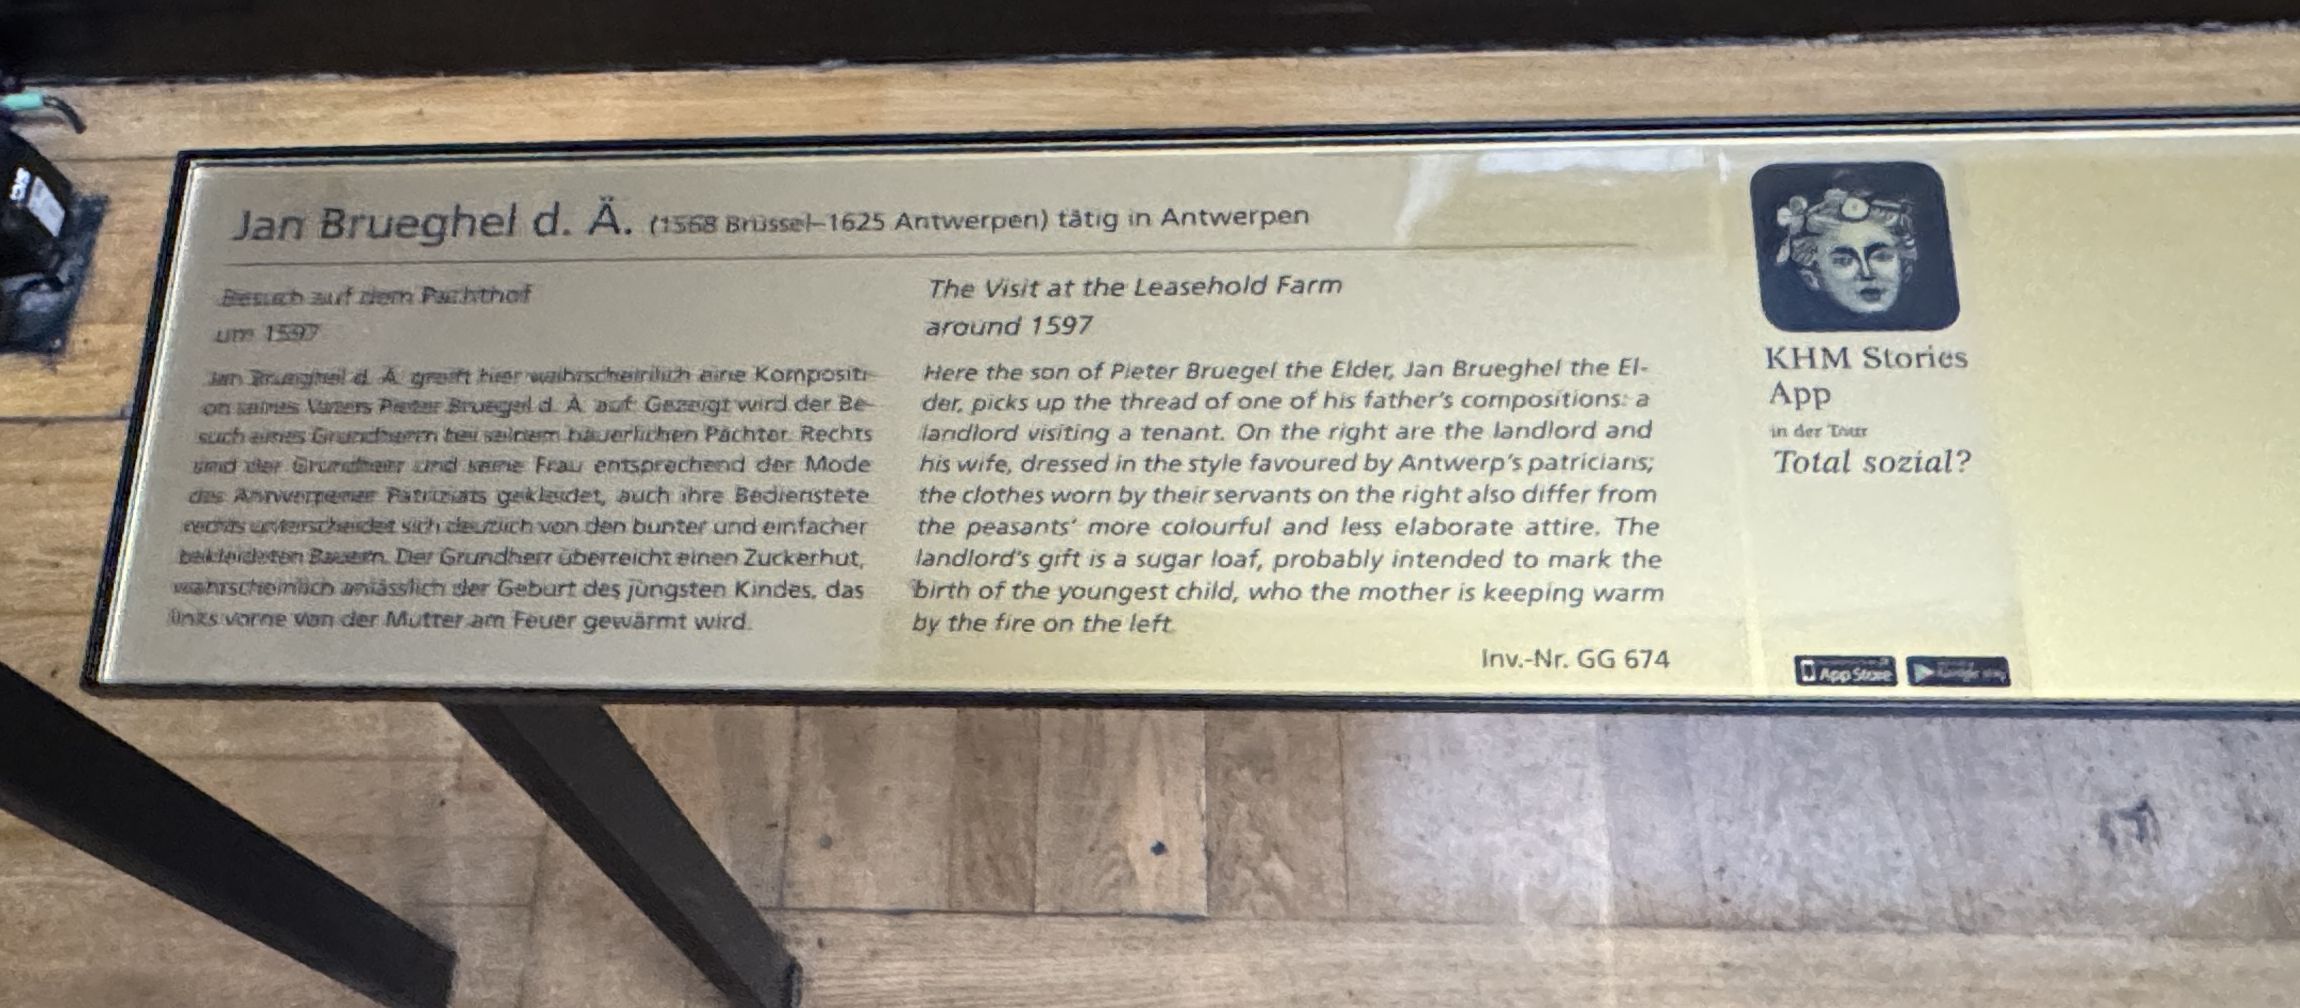 Jan Brueghel d. Ä. (1568 Brüssel–1625 Antwerpen) tätig in Antwerpen
Besuch auf dem Pachthof
um 1597
Jan Brueghel d. Ä. greift hier wahrscheinlich eine Kompositi-
on seines Vaters Pieter Bruegel d. Ä. auf: Gezeigt wird der Be-
such eines Grundherrn bei seinem bäuerlichen Pächter. Rechts
sind der Grundherr und seine Frau entsprechend der Mode
des Antwerpener Patriziats gekleidet, auch ihre Bedienstete
rechts unterscheidet sich deutlich von den bunter und einfacher
bekleideten Bauern. Der Grundherr überreicht einen Zuckerhut,
wahrscheinlich anlässlich der Geburt des jüngsten Kindes, das
links vorne von der Mutter am Feuer gewärmt wird.
The Visit at the Leasehold Farm
around 1597
Here the son of Pieter Bruegel the Elder, Jan Brueghel the El-
der, picks up the thread of one of his father's compositions: a
landlord visiting a tenant. On the right are the landlord and
his wife, dressed in the style favoured by Antwerp's patricians;
the clothes worn by their servants on the right also differ from
the peasants' more colourful and less elaborate attire. The
landlord's gift is a sugar loaf, probably intended to mark the
birth of the youngest child, who the mother is keeping warm
by the fire on the left.
Inv.-Nr. GG 674
KHM Stories
App
in der Tour
Total sozial?
App Store
Google play